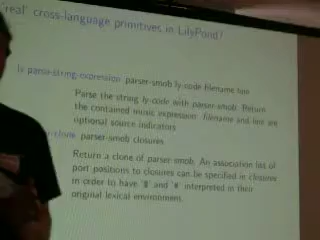 'real' cross-language primitives in LilyPond?
parse-string-expression parser-smob ly-code filename line
Parse the string ly-code with parser-smob. Return
the contained music expression. filename and line are
optional source indicators
clone parser-smob closures
Return a clone of parser-smob. An association list of
port positions to closures can be specified in closures
in order to have '$' and '#' interpreted in their
original lexical environment.